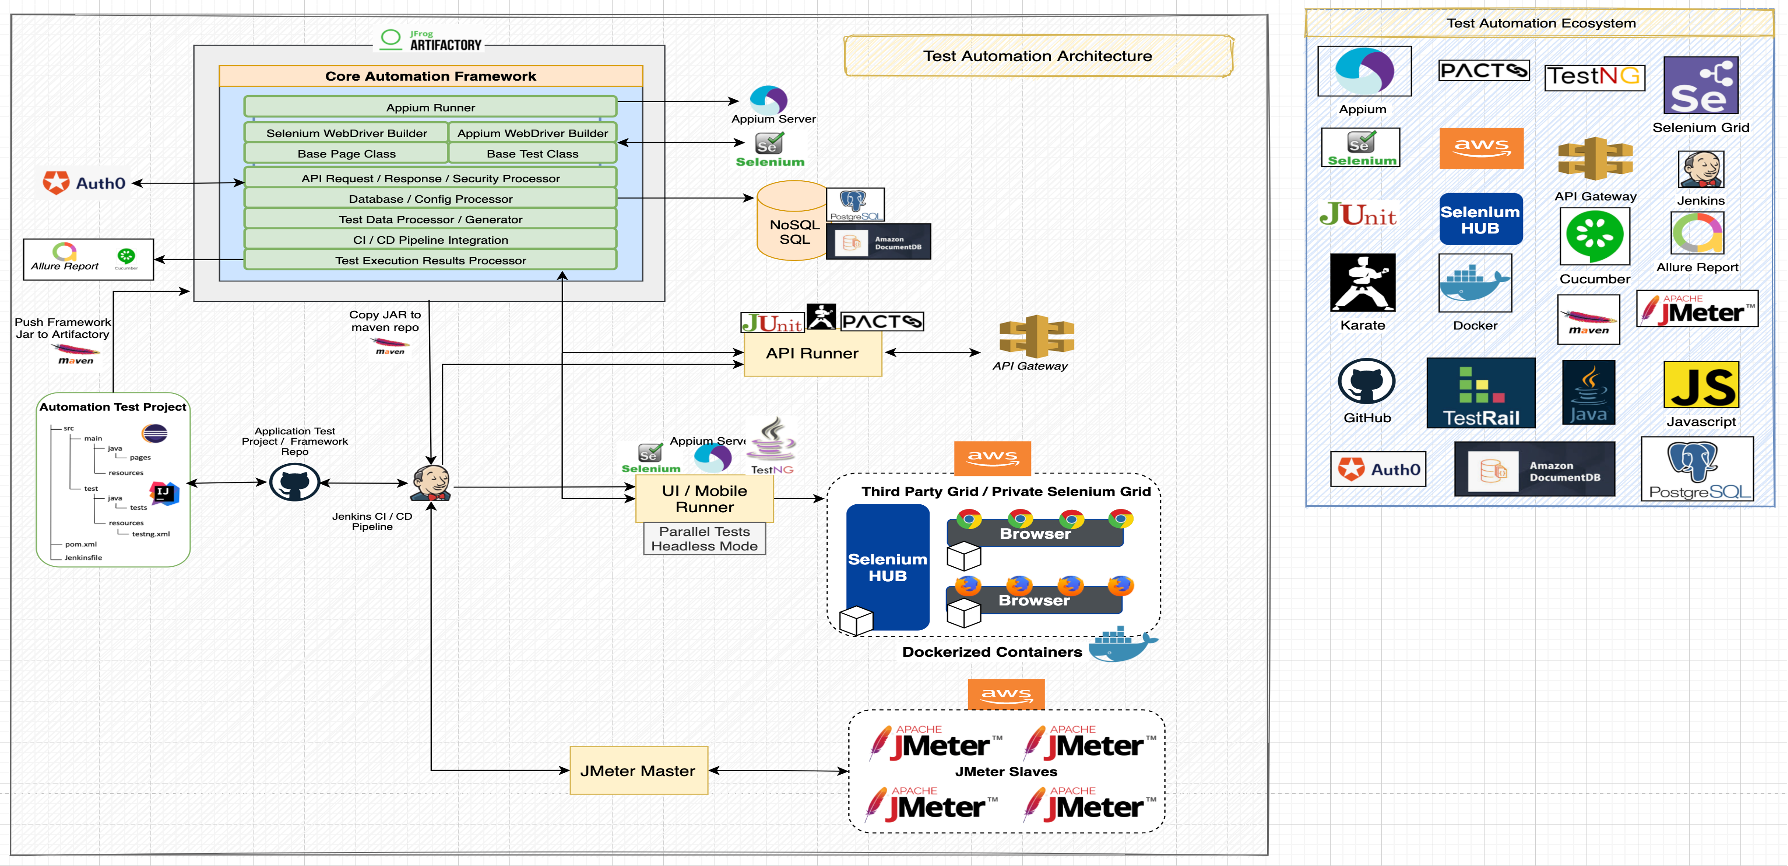 JFrog
ARTIFACTORY
Test Automation Architecture
Core Automation Framework
Appium Runner
Selenium WebDriver Builder
Appium WebDriver Builder
Base Page Class
Base Test Class
API Request / Response / Security Processor
Database / Config Processor
Test Data Processor / Generator
CI / CD Pipeline Integration
Test Execution Results Processor
Appium Server
Se
Selenium
Auth0
NoSQL
SQL
PostgreSQL
Amazon
DocumentDB
Allure Report
Cucumber
Push Framework
Jar to Artifactory
maven
Copy JAR to
maven repo
maven
JUnit
PACT
API Runner
API Gateway
Automation Test Project
src
main
java
pages
resources
test
java
tests
resources
testng.xml
pom.xml
Jenkinsfile
IJ
Application Test
Project / Framework
Repo
Jenkins CI / CD
Pipeline
Appium Serve
Se
Selenium
TestNG
UI / Mobile
Runner
Parallel Tests
Headless Mode
aws
Third Party Grid / Private Selenium Grid
Selenium
HUB
Browser
Browser
Dockerized Containers
aws
JMeter Master
APACHE
JMeter™
APACHE
JMeter™
JMeter Slaves
APACHE
JMeter™
APACHE
JMeter™
Test Automation Ecosystem
Appium
PACT
TestNG
Se
Selenium Grid
Se
Selenium
aws
API Gateway
Jenkins
JUnit
Selenium
HUB
Cucumber
Allure Report
Karate
Docker
maven
APACHE
JMeter™
GitHub
TestRail
Java
JS
Javascript
Auth0
Amazon
DocumentDB
PostgreSQL